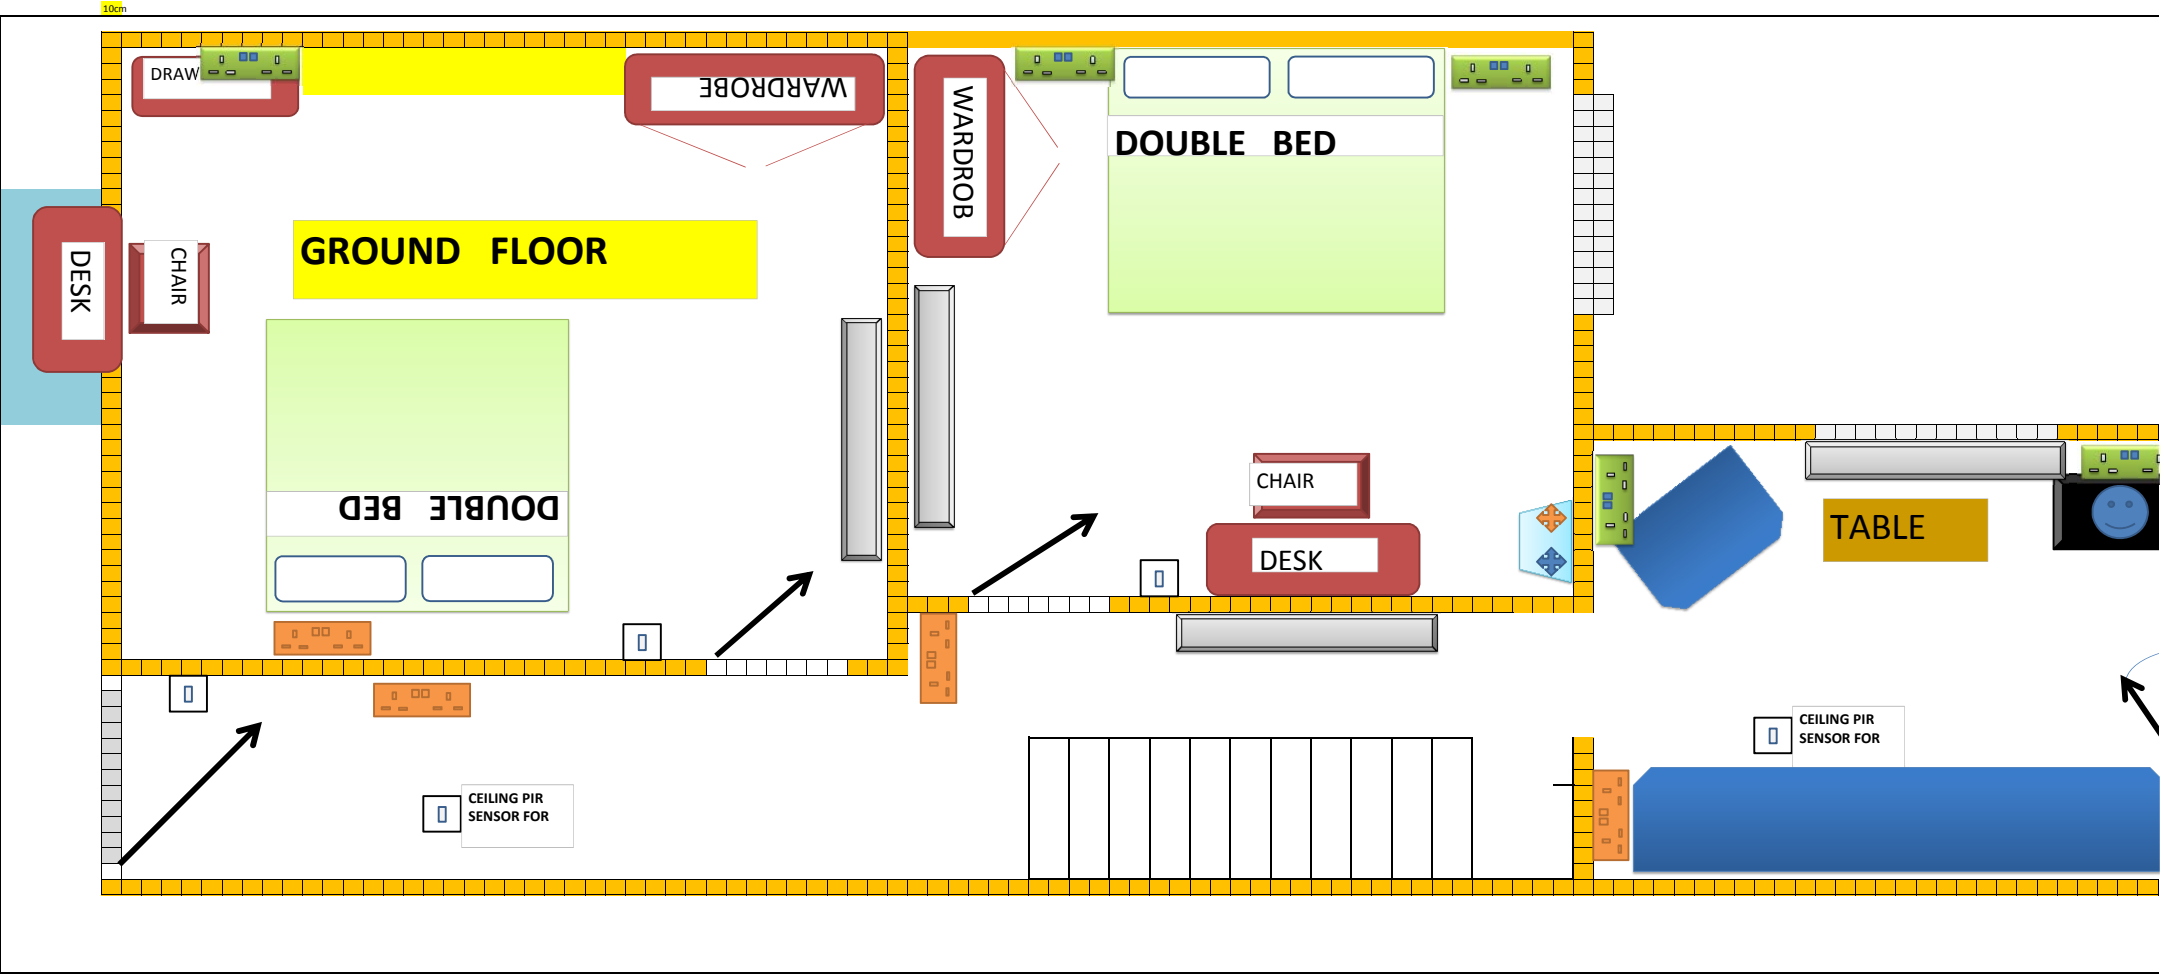 10cm
DRAW
WARDROBE
WARDROB
DOUBLE BED
DESK
CHAIR
GROUND FLOOR
DOUBLE BED
CHAIR
DESK
TABLE
CEILING PIR
SENSOR FOR
CEILING PIR
SENSOR FOR